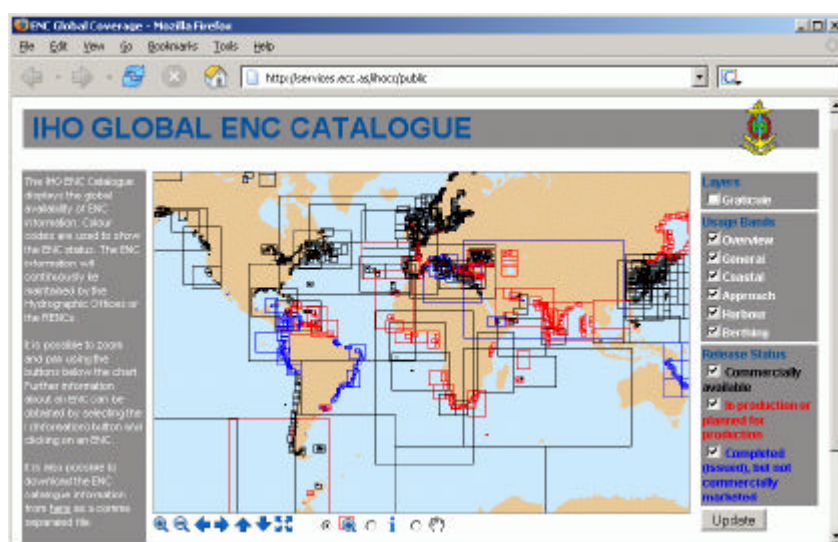 ENC Global Coverage - Mozilla Firefox
File Edit View Go Bookmarks Tools Help
http://services.ecc.as/ihocc/public
IHO GLOBAL ENC CATALOGUE
The IHO ENC Catalogue
displays the global
availability of ENC
information. Colour
codes are used to show
the ENC status. The ENC
information will
continuously be
maintained by the
Hydrographic Offices or
the RENCs
It is possible to zoom
and pan using the
buttons below the chart
Further information
about an ENC can be
obtained by selecting the
i (information) button and
clicking on an ENC.
It is also possible to
download the ENC
catalogue information
from here as a comma
separated file
Layers
Graticule
Usage Bands
Overview
General
Coastal
Approach
Harbour
Berthing
Release Status
Commercially
available
In production or
planned for
production
Completed
(issued), but not
commercially
marketed
Update